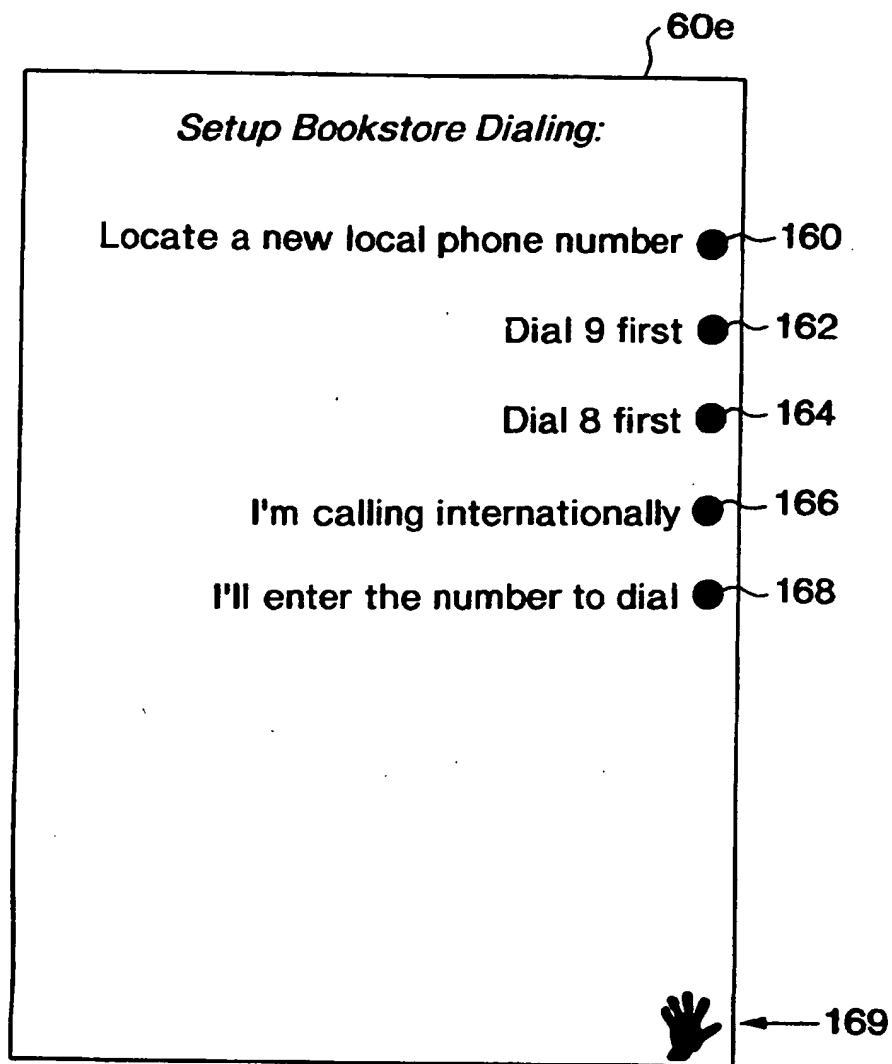 60e
Setup Bookstore Dialing:
Locate a new local phone number 160
Dial 9 first 162
Dial 8 first 164
I'm calling internationally 166
I'll enter the number to dial 168
169